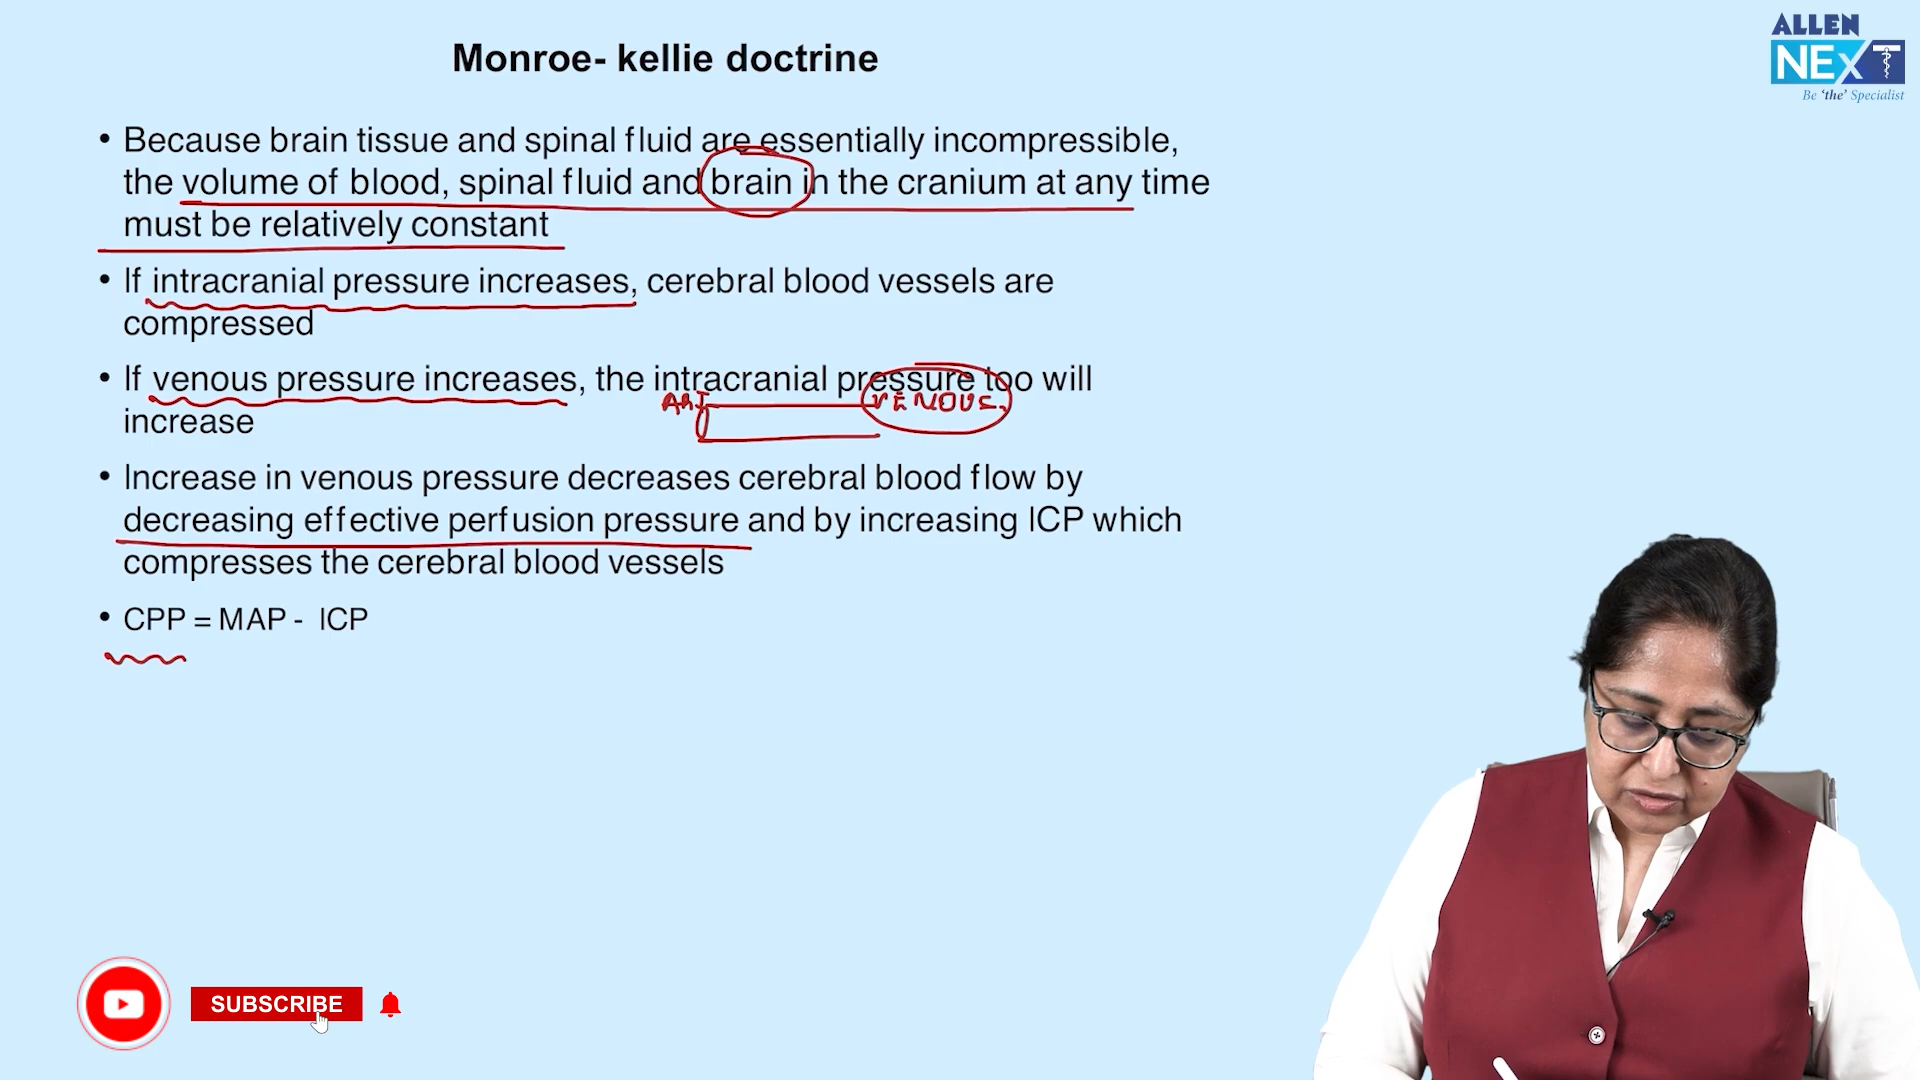 ALLEN
NEXT
Be 'the' Specialist
Monroe- kellie doctrine
• Because brain tissue and spinal fluid are essentially incompressible,
the volume of blood, spinal fluid and brain in the cranium at any time
must be relatively constant
• If intracranial pressure increases, cerebral blood vessels are
compressed
• If venous pressure increases, the intracranial pressure too will
ART VENOUS
increase
• Increase in venous pressure decreases cerebral blood flow by
decreasing effective perfusion pressure and by increasing ICP which
compresses the cerebral blood vessels
• CPP = MAP - ICP
SUBSCRIBE